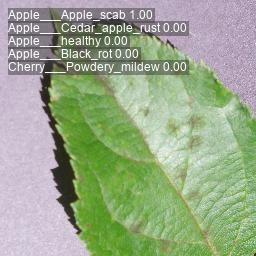 Apple___Apple_scab 1.00
Apple___Cedar_apple_rust 0.00
Apple___healthy 0.00
Apple___Black_rot 0.00
Cherry___Powdery_mildew 0.00